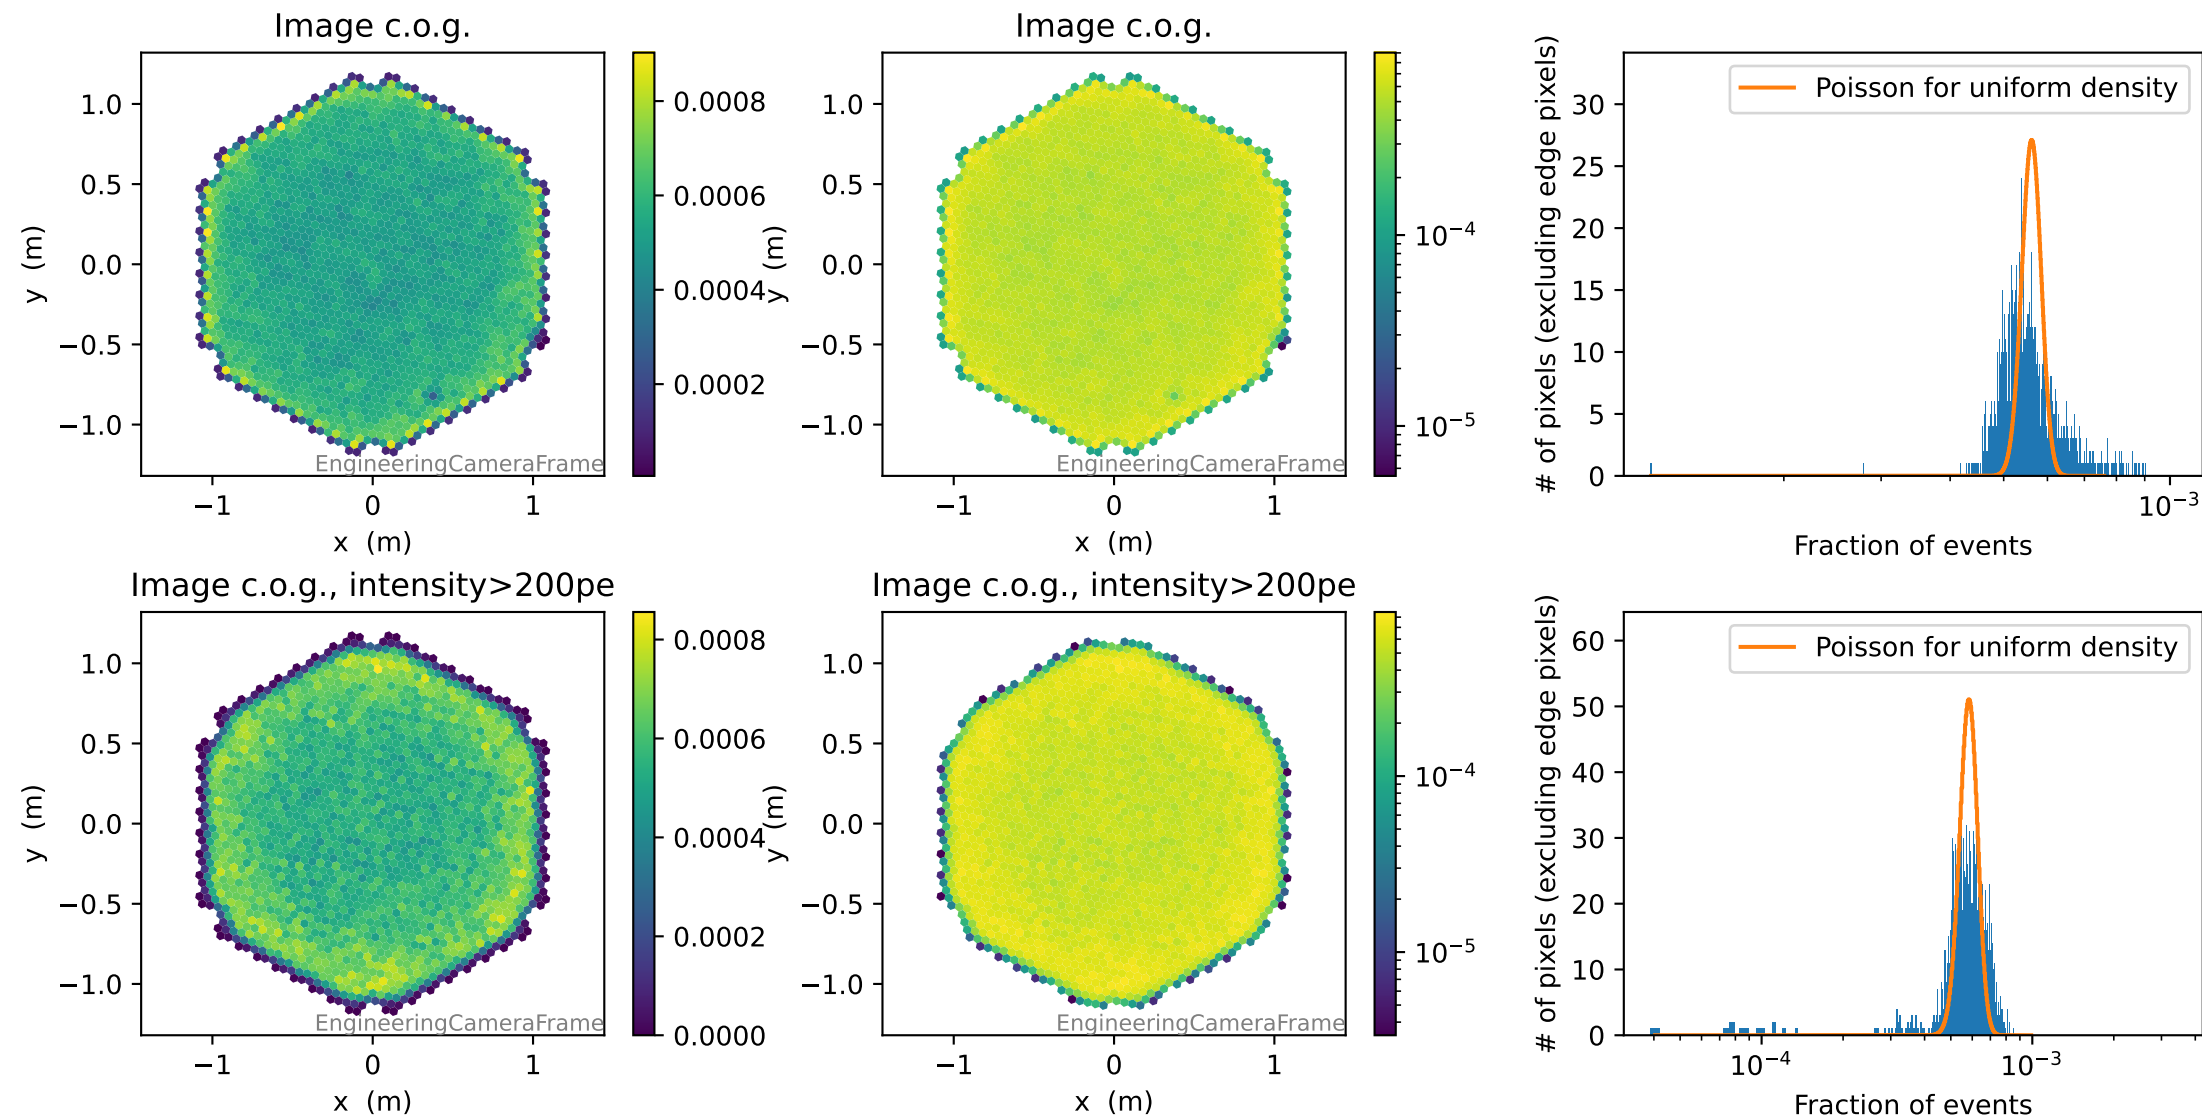 Image c.o.g.
1.0
0.5
0.0
−0.5
−1.0
y (m)
−1
0
1
x (m)
EngineeringCameraFrame
0.0008
0.0006
0.0004
0.0002
Image c.o.g.
1.0
0.5
0.0
−0.5
−1.0
y (m)
−1
0
1
x (m)
EngineeringCameraFrame
10⁻⁴
10⁻⁵
# of pixels (excluding edge pixels)
30
25
20
15
10
5
0
Poisson for uniform density
10⁻³
Fraction of events
Image c.o.g., intensity>200pe
1.0
0.5
0.0
−0.5
−1.0
y (m)
−1
0
1
x (m)
EngineeringCameraFrame
0.0008
0.0006
0.0004
0.0002
0.0000
Image c.o.g., intensity>200pe
1.0
0.5
0.0
−0.5
−1.0
y (m)
−1
0
1
x (m)
EngineeringCameraFrame
10⁻⁴
10⁻⁵
# of pixels (excluding edge pixels)
60
50
40
30
20
10
0
Poisson for uniform density
10⁻⁴
10⁻³
Fraction of events